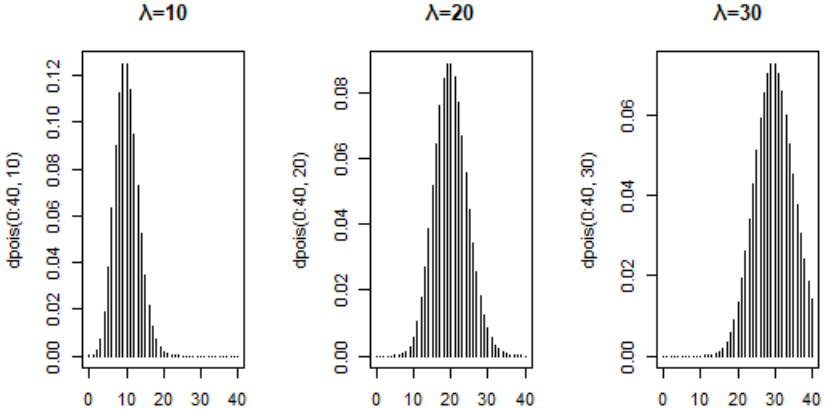 λ=10
λ=20
λ=30
dpois(0:40, 10)
0.00 0.02 0.04 0.06 0.08 0.10 0.12
0 10 20 30 40
dpois(0:40, 20)
0.00 0.02 0.04 0.06 0.08
0 10 20 30 40
dpois(0:40, 30)
0.00 0.02 0.04 0.06
0 10 20 30 40